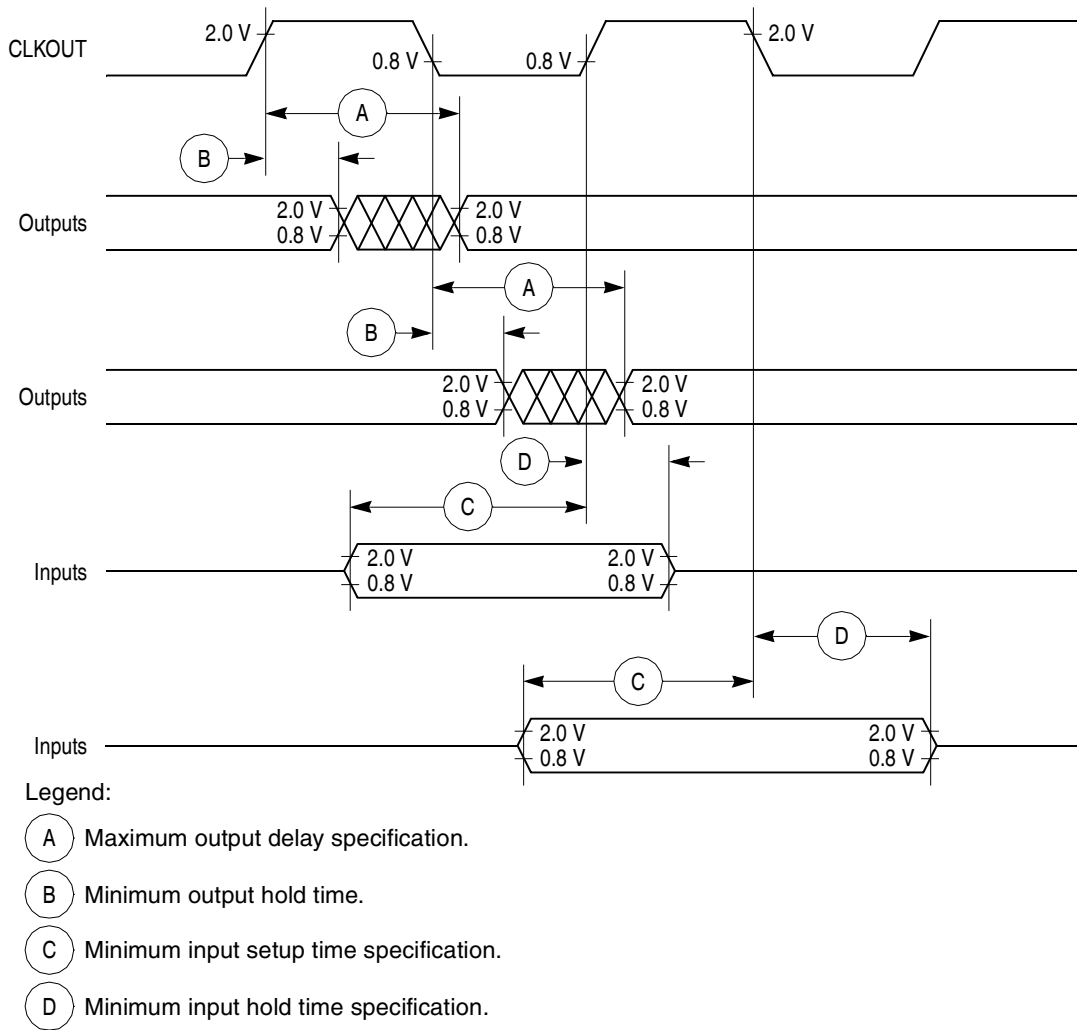 CLKOUT
2.0 V
0.8 V
0.8 V
2.0 V
A
B
Outputs
2.0 V
0.8 V
2.0 V
0.8 V
A
B
Outputs
2.0 V
0.8 V
2.0 V
0.8 V
D
C
Inputs
2.0 V
0.8 V
2.0 V
0.8 V
D
C
Inputs
2.0 V
0.8 V
2.0 V
0.8 V
Legend:
A Maximum output delay specification.
B Minimum output hold time.
C Minimum input setup time specification.
D Minimum input hold time specification.